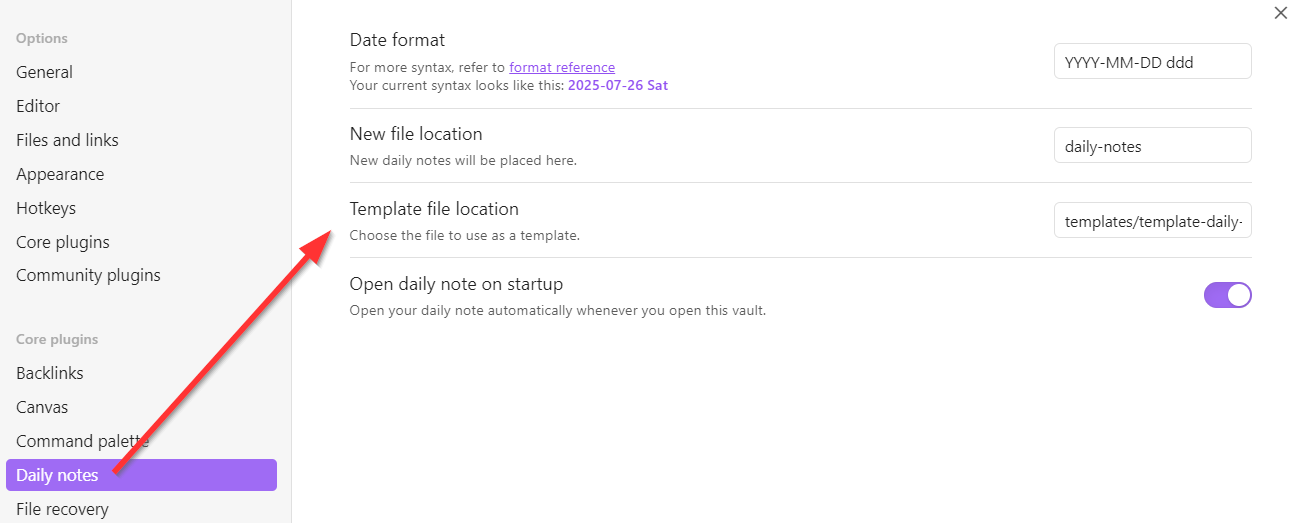 Options
General
Editor
Files and links
Appearance
Hotkeys
Core plugins
Community plugins
Core plugins
Backlinks
Canvas
Command palette
Daily notes
File recovery
Date format
For more syntax, refer to format reference
Your current syntax looks like this: 2025-07-26 Sat
YYYY-MM-DD ddd
New file location
New daily notes will be placed here.
daily-notes
Template file location
Choose the file to use as a template.
templates/template-daily-
Open daily note on startup
Open your daily note automatically whenever you open this vault.